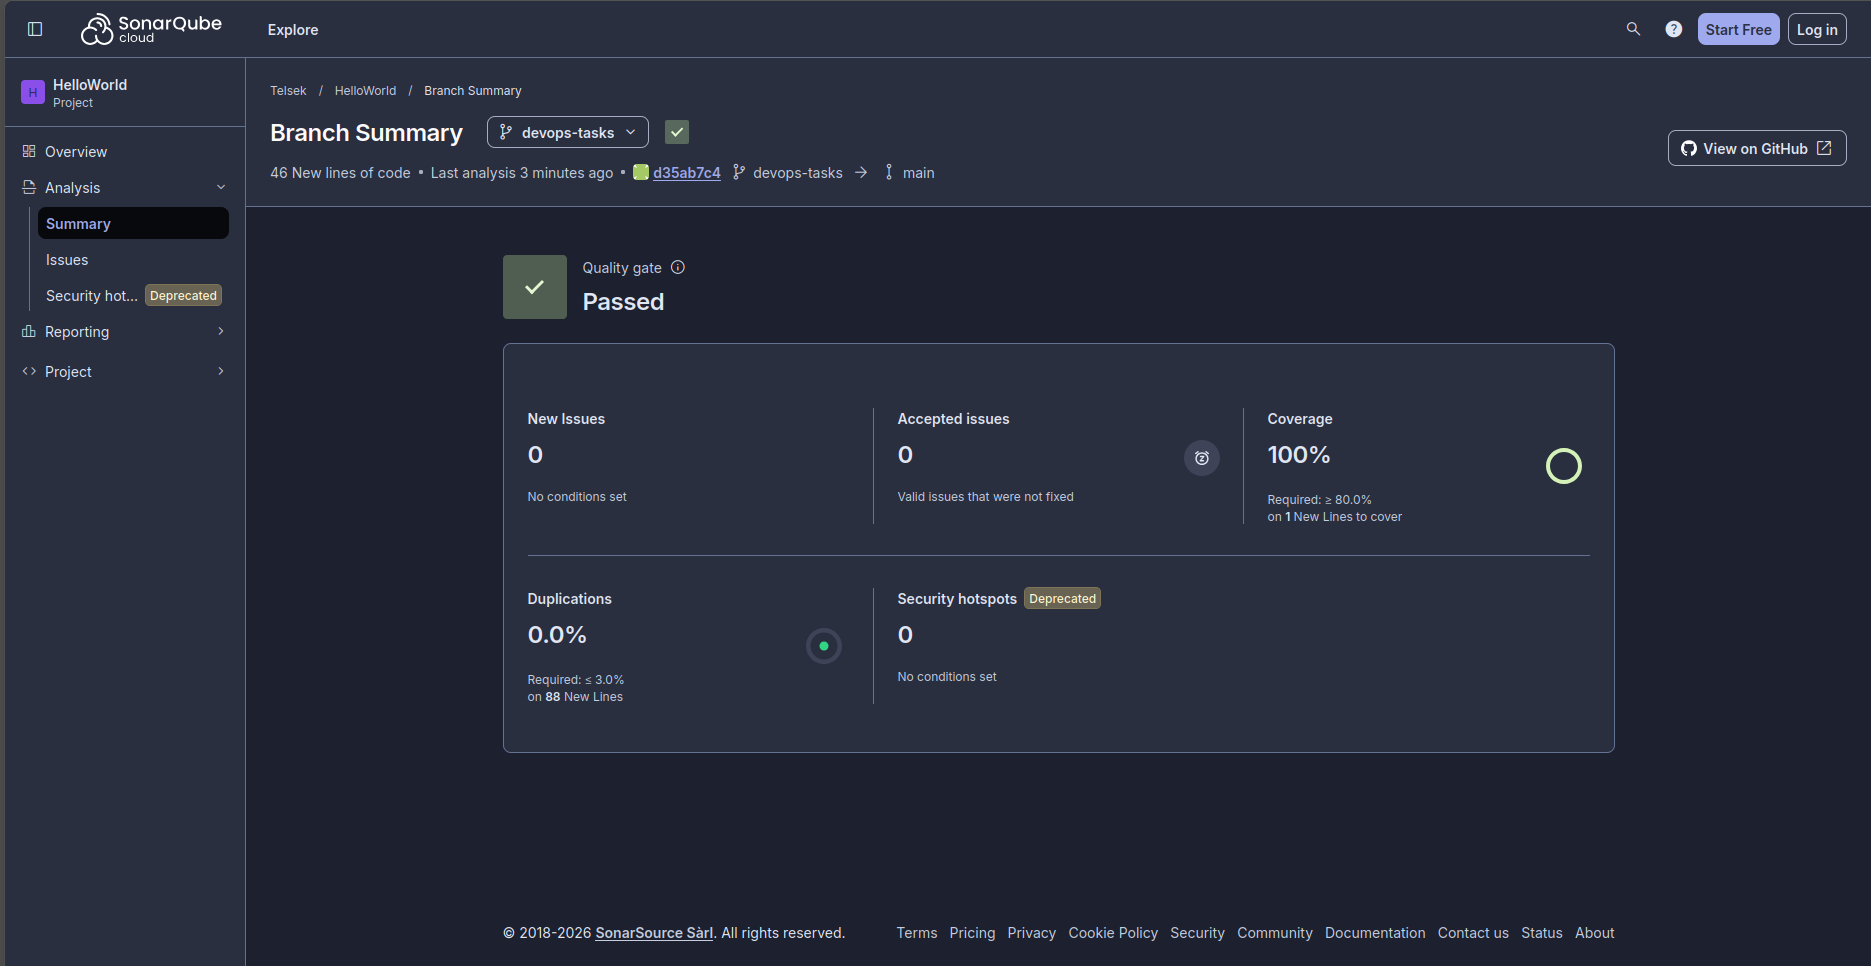 SonarQube cloud
Explore
Start Free
Log in
H
HelloWorld
Project
Overview
Analysis
Summary
Issues
Security hot... Deprecated
Reporting
Project
Telsek / HelloWorld / Branch Summary
Branch Summary
devops-tasks
46 New lines of code • Last analysis 3 minutes ago • d35ab7c4 devops-tasks → main
View on GitHub
Quality gate
Passed
New Issues
0
No conditions set
Accepted issues
0
Valid issues that were not fixed
Coverage
100%
Required: ≥ 80.0%
on 1 New Lines to cover
Duplications
0.0%
Required: ≤ 3.0%
on 88 New Lines
Security hotspots Deprecated
0
No conditions set
© 2018-2026 SonarSource Sàrl. All rights reserved.
Terms Pricing Privacy Cookie Policy Security Community Documentation Contact us Status About